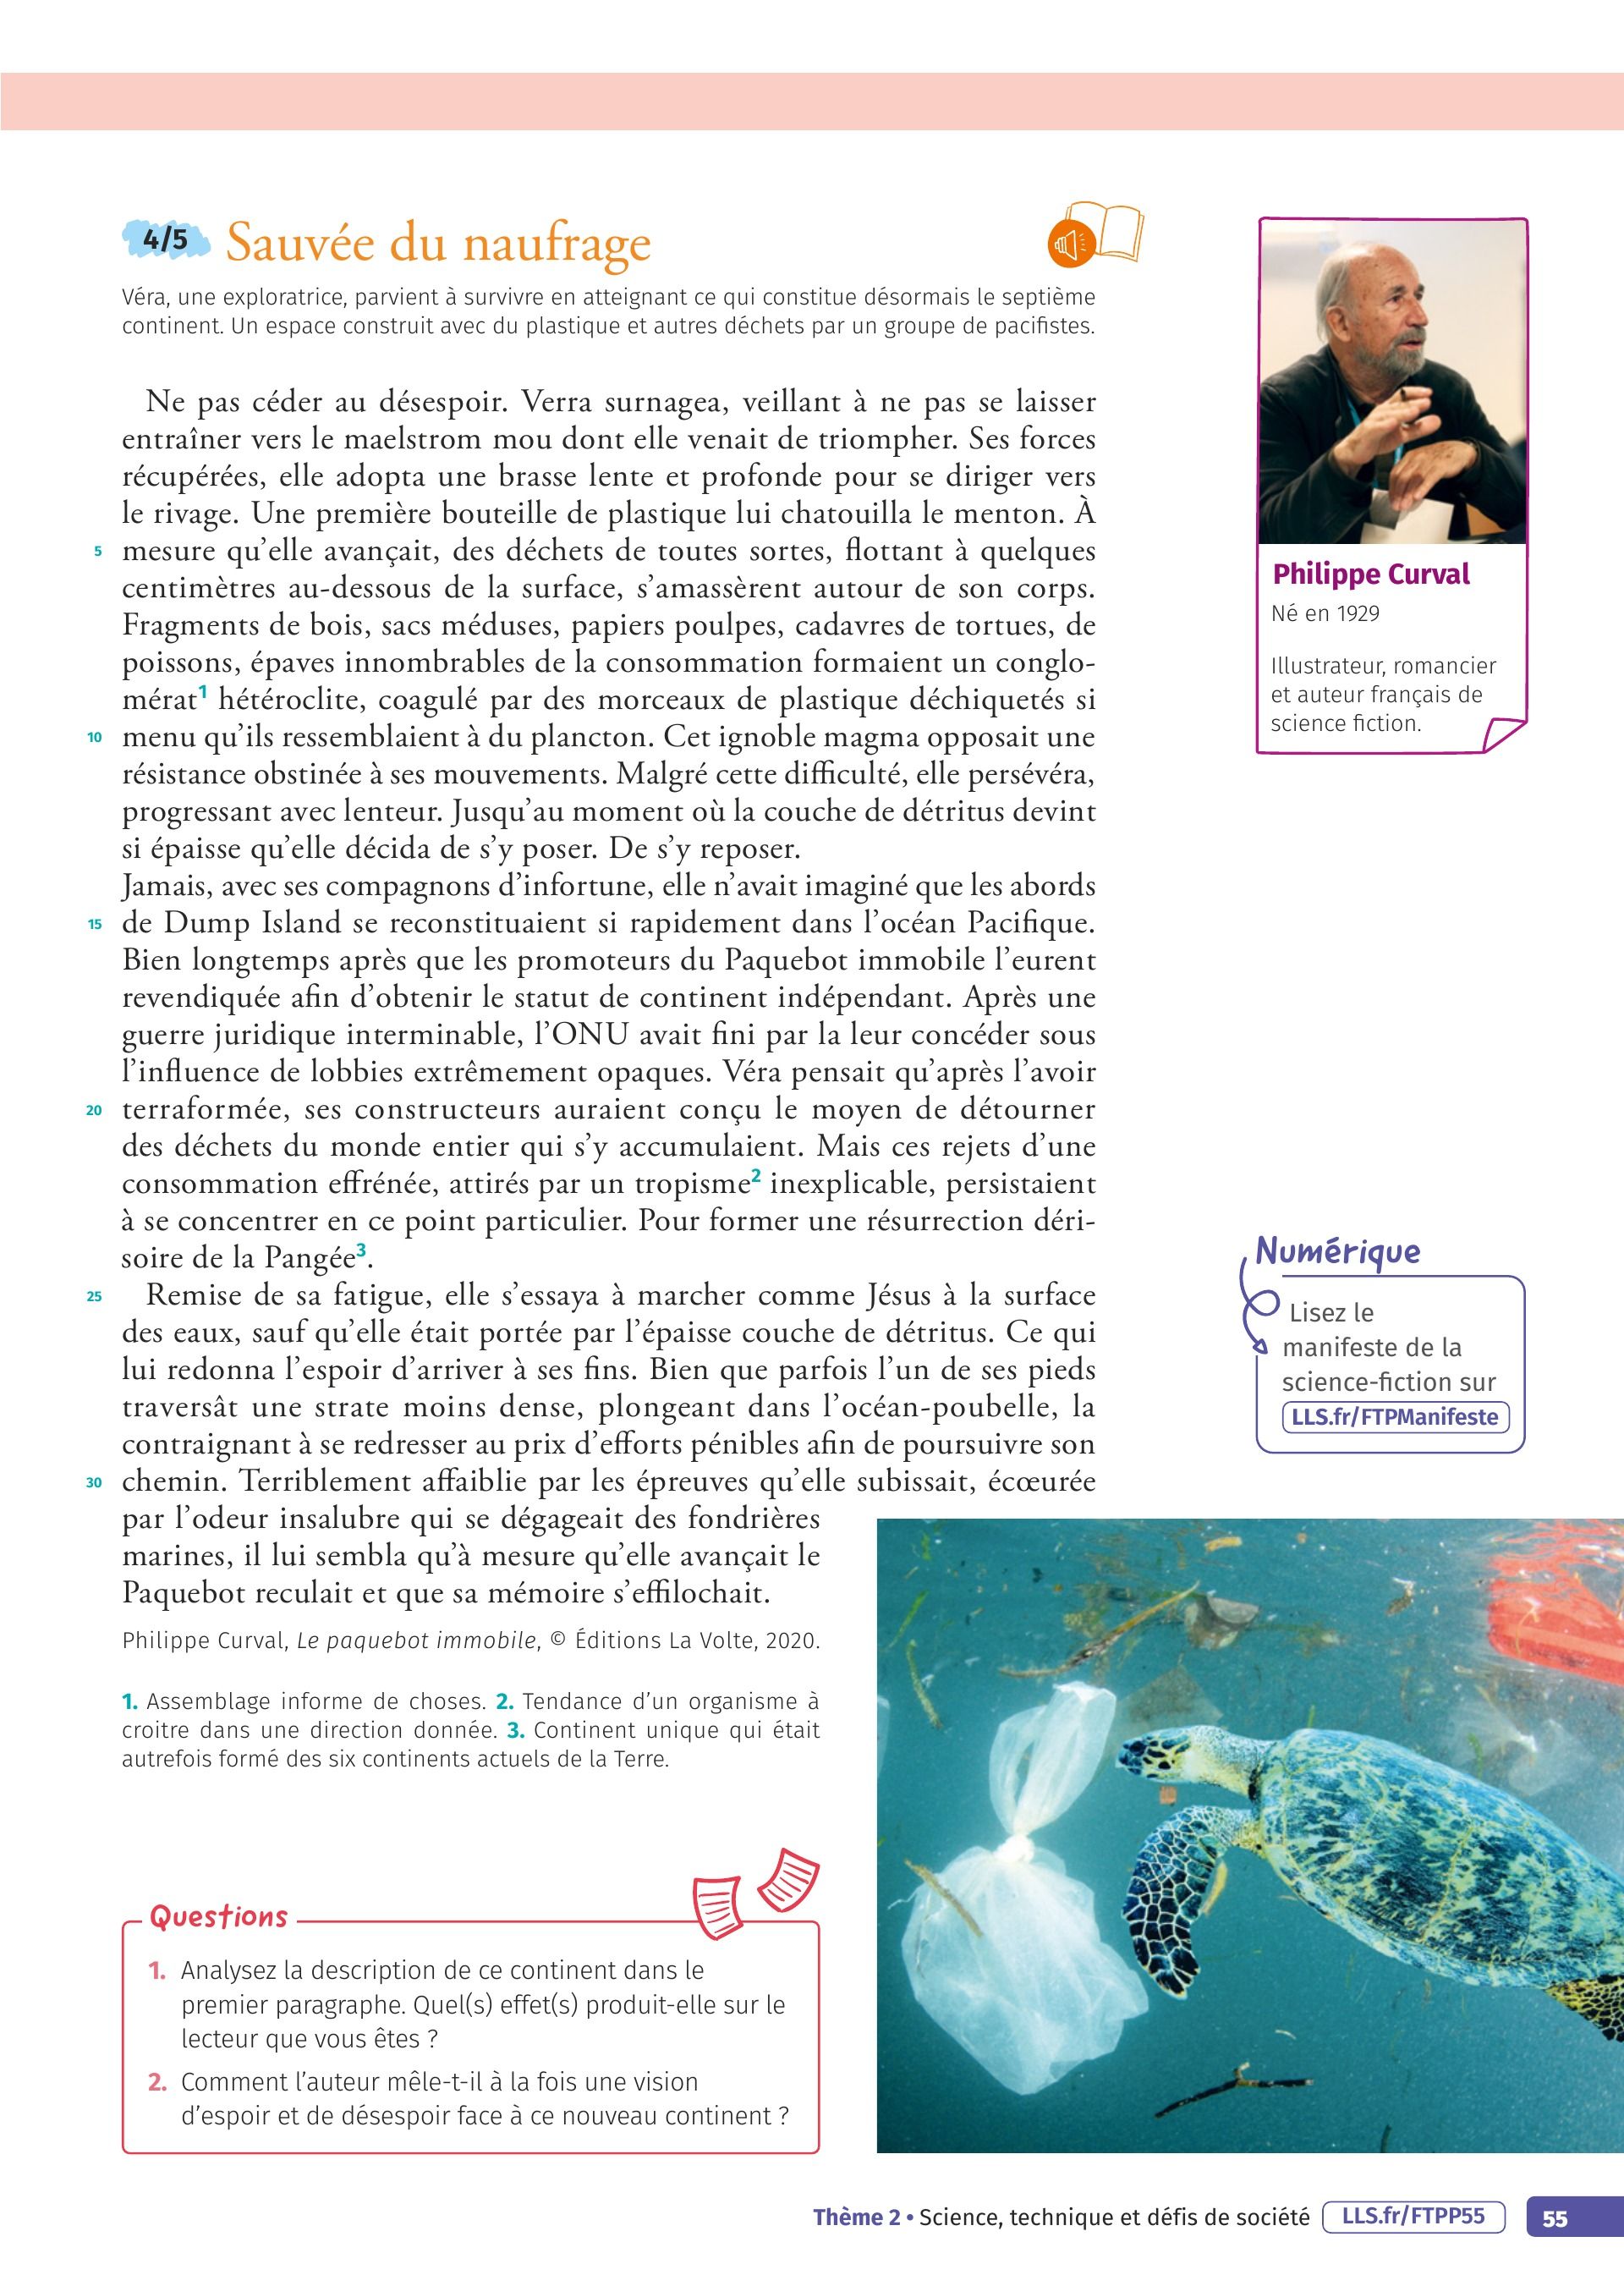 4/5 Sauvée du naufrage
Véra, une exploratrice, parvient à survivre en atteignant ce qui constitue désormais le septième
continent. Un espace construit avec du plastique et autres déchets par un groupe de pacifistes.
Ne pas céder au désespoir. Verra surnagea, veillant à ne pas se laisser
entraîner vers le maelstrom mou dont elle venait de triompher. Ses forces
récupérées, elle adopta une brasse lente et profonde pour se diriger vers
le rivage. Une première bouteille de plastique lui chatouilla le menton. À
5 mesure qu'elle avançait, des déchets de toutes sortes, flottant à quelques
centimètres au-dessous de la surface, s'amassèrent autour de son corps.
Fragments de bois, sacs méduses, papiers poulpes, cadavres de tortues, de
poissons, épaves innombrables de la consommation formaient un conglo-
mérat1 hétéroclite, coagulé par des morceaux de plastique déchiquetés si
10 menu qu'ils ressemblaient à du plancton. Cet ignoble magma opposait une
résistance obstinée à ses mouvements. Malgré cette difficulté, elle persévéra,
progressant avec lenteur. Jusqu'au moment où la couche de détritus devint
si épaisse qu'elle décida de s'y poser. De s'y reposer.
Jamais, avec ses compagnons d'infortune, elle n'avait imaginé que les abords
15 de Dump Island se reconstituaient si rapidement dans l'océan Pacifique.
Bien longtemps après que les promoteurs du Paquebot immobile l'eurent
revendiquée afin d'obtenir le statut de continent indépendant. Après une
guerre juridique interminable, l'ONU avait fini par la leur concéder sous
l'influence de lobbies extrêmement opaques. Véra pensait qu'après l'avoir
20 terraformée, ses constructeurs auraient conçu le moyen de détourner
des déchets du monde entier qui s'y accumulaient. Mais ces rejets d'une
consommation effrénée, attirés par un tropisme2 inexplicable, persistaient
à se concentrer en ce point particulier. Pour former une résurrection déri-
soire de la Pangée3.
25 Remise de sa fatigue, elle s'essaya à marcher comme Jésus à la surface
des eaux, sauf qu'elle était portée par l'épaisse couche de détritus. Ce qui
lui redonna l'espoir d'arriver à ses fins. Bien que parfois l'un de ses pieds
traversât une strate moins dense, plongeant dans l'océan-poubelle, la
contraignant à se redresser au prix d'efforts pénibles afin de poursuivre son
30 chemin. Terriblement affaiblie par les épreuves qu'elle subissait, écœurée
par l'odeur insalubre qui se dégageait des fondrières
marines, il lui sembla qu'à mesure qu'elle avançait le
Paquebot reculait et que sa mémoire s'effilochait.
Philippe Curval, Le paquebot immobile, © Éditions La Volte, 2020.
1. Assemblage informe de choses. 2. Tendance d'un organisme à
croitre dans une direction donnée. 3. Continent unique qui était
autrefois formé des six continents actuels de la Terre.
Questions
1. Analysez la description de ce continent dans le
premier paragraphe. Quel(s) effet(s) produit-elle sur le
lecteur que vous êtes ?
2. Comment l'auteur mêle-t-il à la fois une vision
d'espoir et de désespoir face à ce nouveau continent ?
Philippe Curval
Né en 1929
Illustrateur, romancier
et auteur français de
science fiction.
Numérique
Lisez le
manifeste de la
science-fiction sur
LLS.fr/FTPManifeste
Thème 2 • Science, technique et défis de société LLS.fr/FTPP55 55